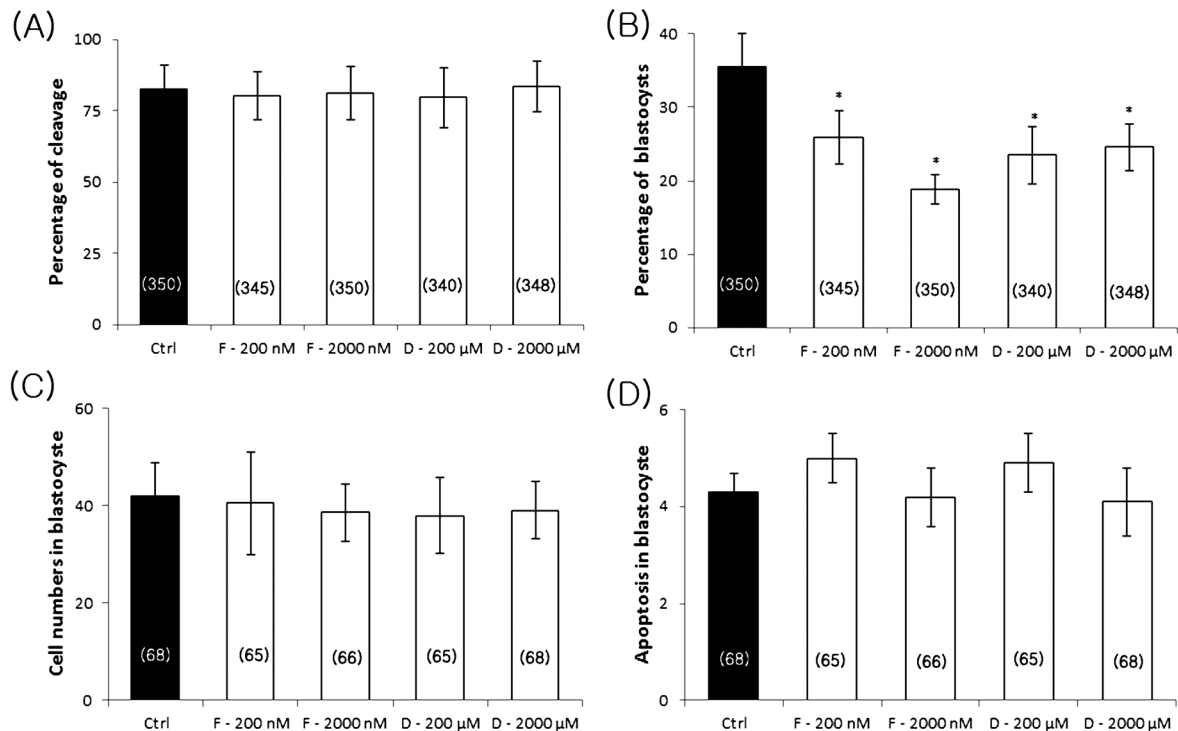 (A)
Percentage of cleavage
100
75
50
25
0
(350)
(345)
(350)
(340)
(348)
Ctrl
F - 200 nM
F - 2000 nM
D - 200 μM
D - 2000 μM
(B)
Percentage of blastocysts
40
30
20
10
0
*
*
*
*
(350)
(345)
(350)
(340)
(348)
Ctrl
F - 200 nM
F - 2000 nM
D - 200 μM
D - 2000 μM
(C)
Cell numbers in blastocyste
60
40
20
0
(68)
(65)
(66)
(65)
(68)
Ctrl
F - 200 nM
F - 2000 nM
D - 200 μM
D - 2000 μM
(D)
Apoptosis in blastocyste
6
4
2
0
(68)
(65)
(66)
(65)
(68)
Ctrl
F - 200 nM
F - 2000 nM
D - 200 μM
D - 2000 μM